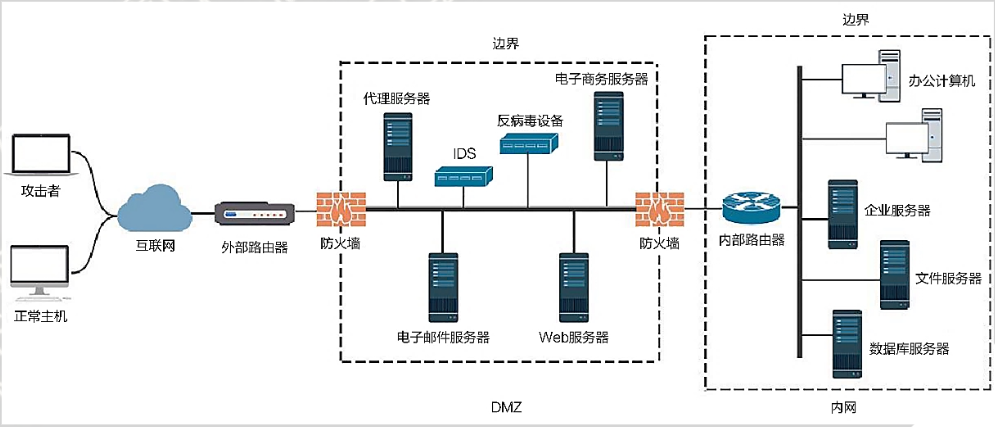 边界
边界
电子商务服务器
办公计算机
代理服务器
反病毒设备
IDS
攻击者
企业服务器
互联网
外部路由器
防火墙
防火墙
内部路由器
文件服务器
正常主机
电子邮件服务器
Web服务器
数据库服务器
DMZ
内网